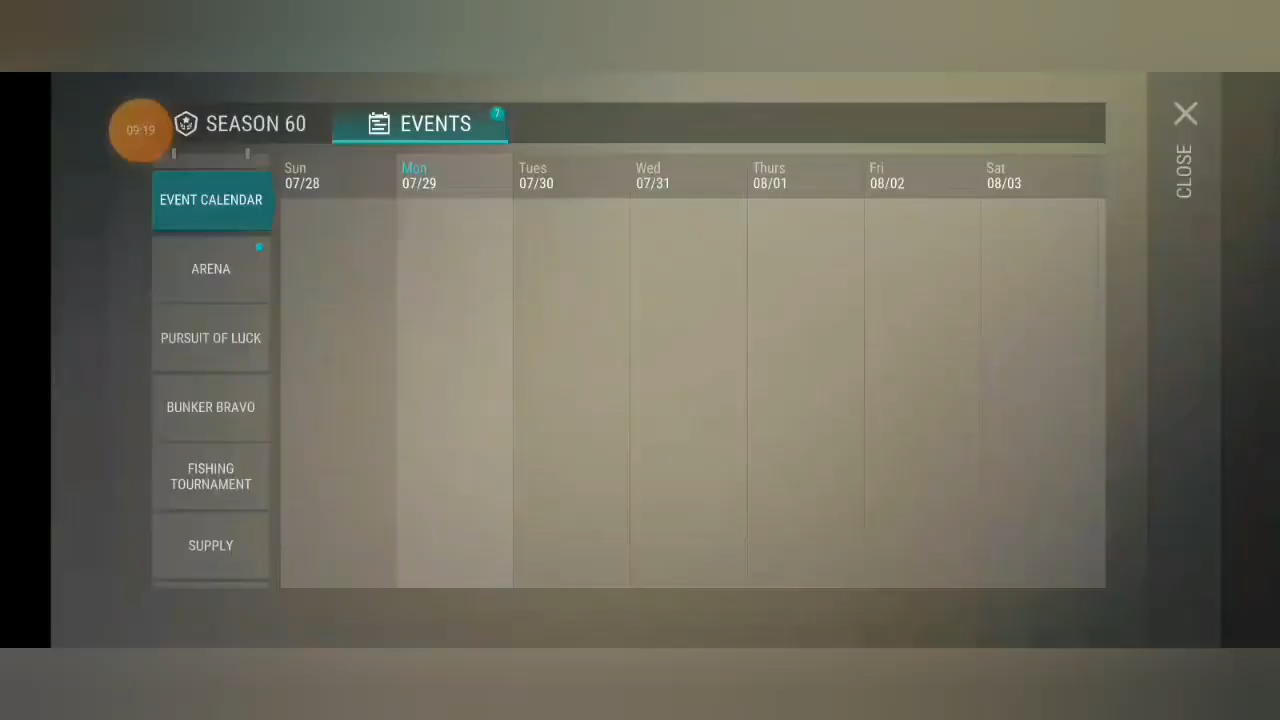 09:19
SEASON 60
EVENTS
7
CLOSE
Sun
Mon
Tues
Wed
Thurs
Fri
Sat
07/28
07/29
07/30
07/31
08/01
08/02
08/03
EVENT CALENDAR
ARENA
PURSUIT OF LUCK
BUNKER BRAVO
FISHING
TOURNAMENT
SUPPLY